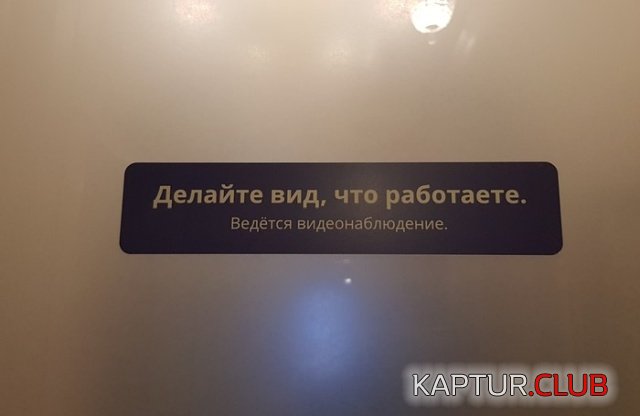 Делайте вид, что работаете.
Ведётся видеонаблюдение.
KAPTUR.CLUB